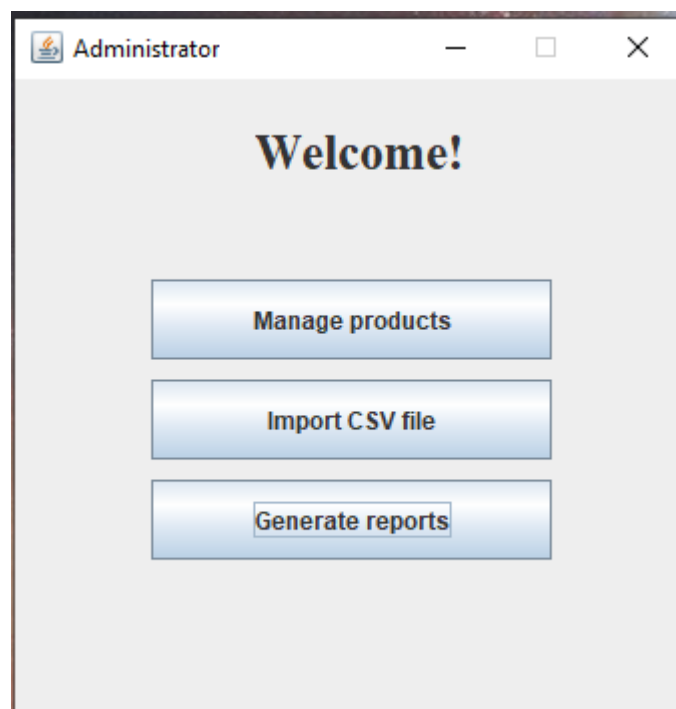 Administrator
Welcome!
Manage products
Import CSV file
Generate reports